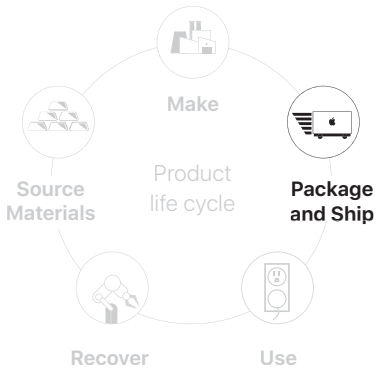 Make
Source
Materials
Product
life cycle
Package
and Ship
Recover
Use